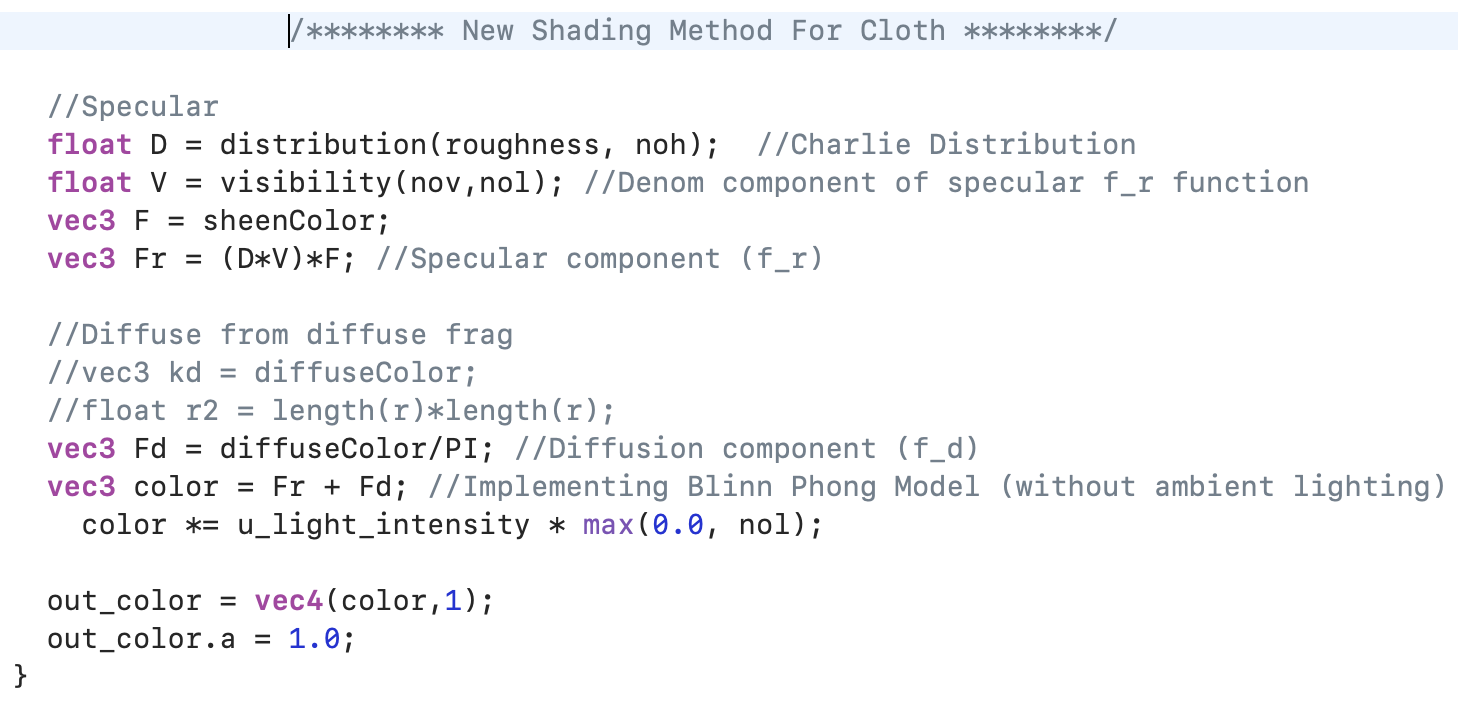 /******** New Shading Method For Cloth ********/
//Specular
float D = distribution(roughness, noh);  //Charlie Distribution
float V = visibility(nov,nol); //Denom component of specular f_r function
vec3 F = sheenColor;
vec3 Fr = (D*V)*F; //Specular component (f_r)
//Diffuse from diffuse frag
//vec3 kd = diffuseColor;
//float r2 = length(r)*length(r);
vec3 Fd = diffuseColor/PI; //Diffusion component (f_d)
vec3 color = Fr + Fd; //Implementing Blinn Phong Model (without ambient lighting)
color *= u_light_intensity * max(0.0, nol);
out_color = vec4(color,1);
out_color.a = 1.0;
}